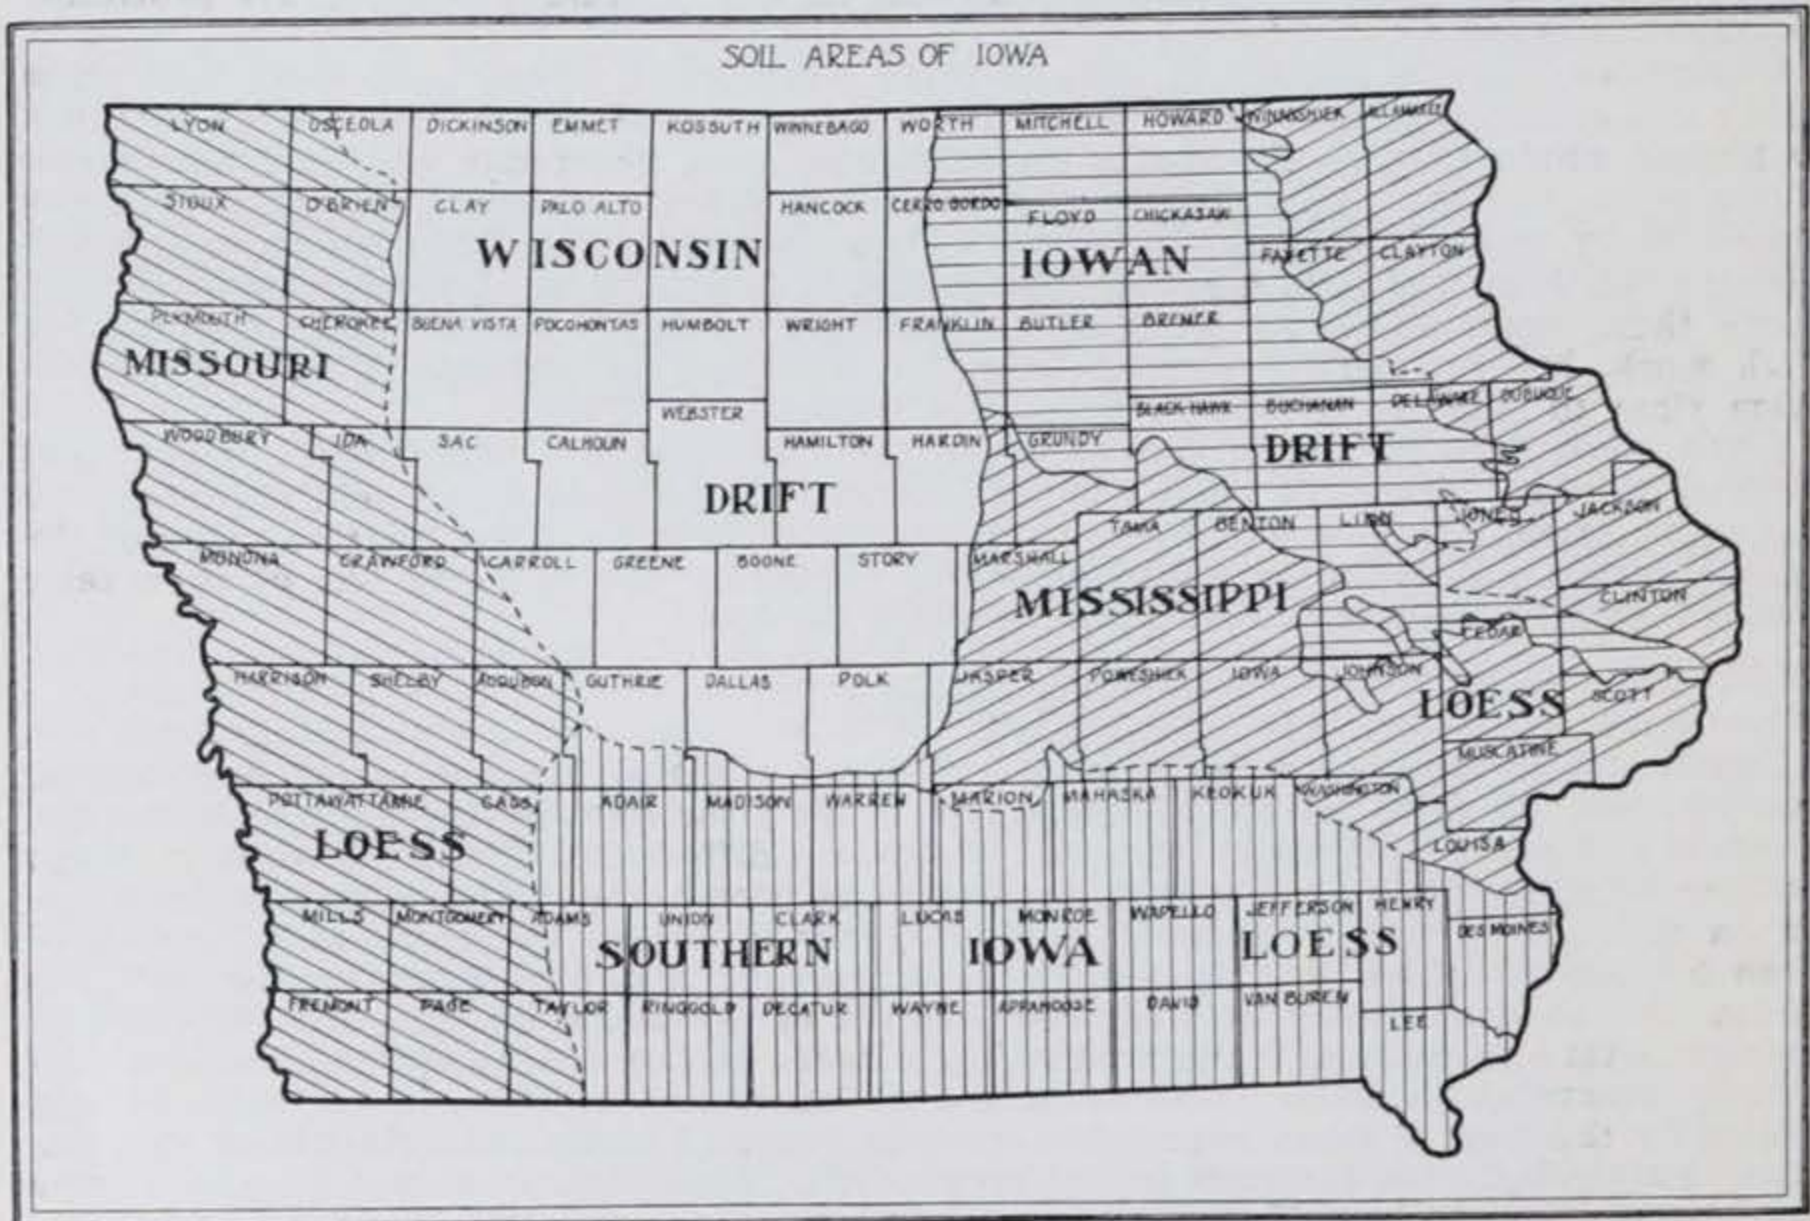 SOIL AREAS OF IOWA
LYON OSCEOLA DICKINSON EMMET KOSSUTH WINNEBAGO WORTH MITCHELL HOWARD WINNESHIEK ALLAMAKEE
SIOUX O'BRIEN CLAY PALO ALTO HANCOCK CERRO GORDO FLOYD CHICKASAW
WISCONSIN IOWAN FAYETTE CLAYTON
PLYMOUTH CHEROKEE BUENA VISTA POCOHONTAS HUMBOLT WRIGHT FRANKLIN BUTLER BREMER
MISSOURI
WEBSTER BLACK HAWK BUCHANAN DELAWARE DUBUQUE
WOODBURY IDA SAC CALHOUN HAMILTON HARDIN GRUNDY DRIFT
DRIFT
TAMA BENTON LINN JONES JACKSON
MONONA CRAWFORD CARROLL GREENE BOONE STORY MARSHALL
MISSISSIPPI CLINTON
CEDAR
HARRISON SHELBY AUDUBON GUTHRIE DALLAS POLK JASPER POWESHIEK IOWA JOHNSON
LOESS SCOTT
MUSCATINE
POTTAWATTAMIE CASS ADAIR MADISON WARREN MARION MAHASKA KEOKUK WASHINGTON
LOESS LOUISA
MILLS MONTGOMERY ADAMS UNION CLARK LUCAS MONROE WAPELLO JEFFERSON HENRY
DES MOINES
SOUTHERN IOWA LOESS
FREMONT PAGE TAYLOR RINGGOLD DECATUR WAYNE DAVID VAN BUREN
LEE